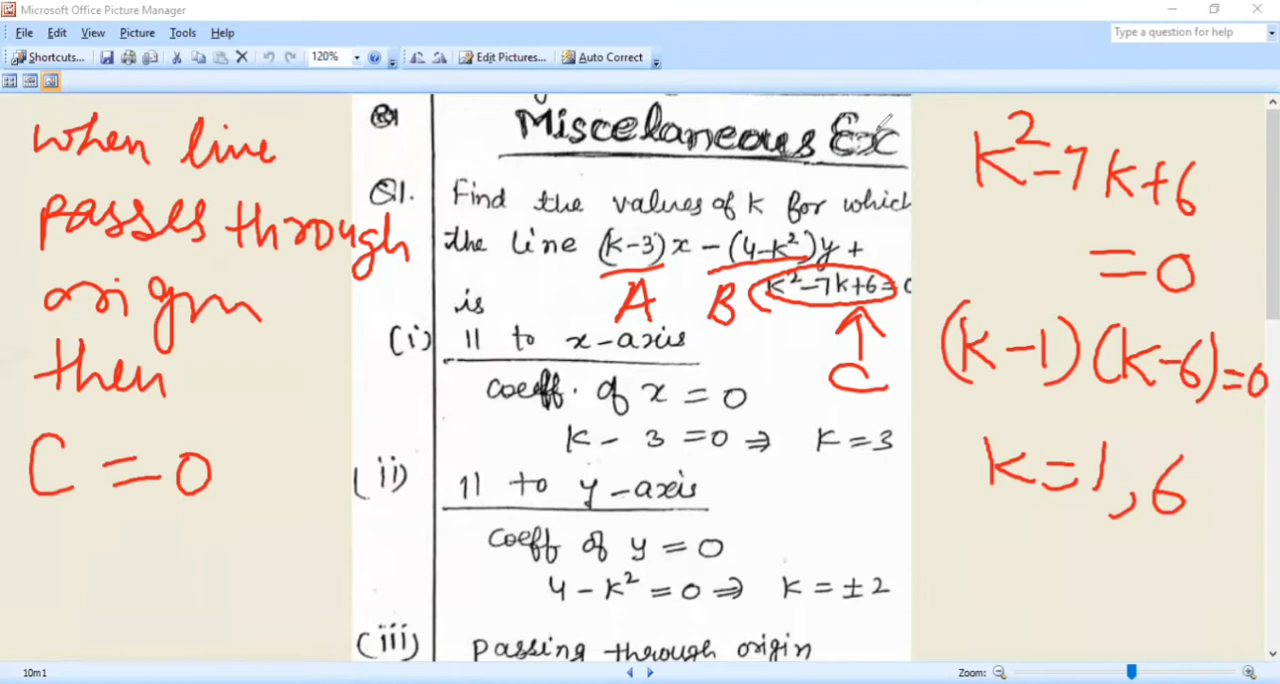 Microsoft Office Picture Manager
File Edit View Picture Tools Help
Type a question for help
Shortcuts... 120% Edit Pictures... Auto Correct
when line
passes through
origin
then
C = 0
Miscelaneous Ex
Q1. Find the values of k for which
the line (k-3)x - (4-k²)y +
k²-7k+6=0
is
A B C
(i) || to x-axis
coeff. of x = 0
k - 3 = 0 ⇒ k = 3
(ii) || to y-axis
coeff of y = 0
4 - k² = 0 ⇒ k = ±2
(iii) passing through origin
k²-7k+6
=0
(k-1)(k-6)=0
k=1,6
10m1
Zoom: